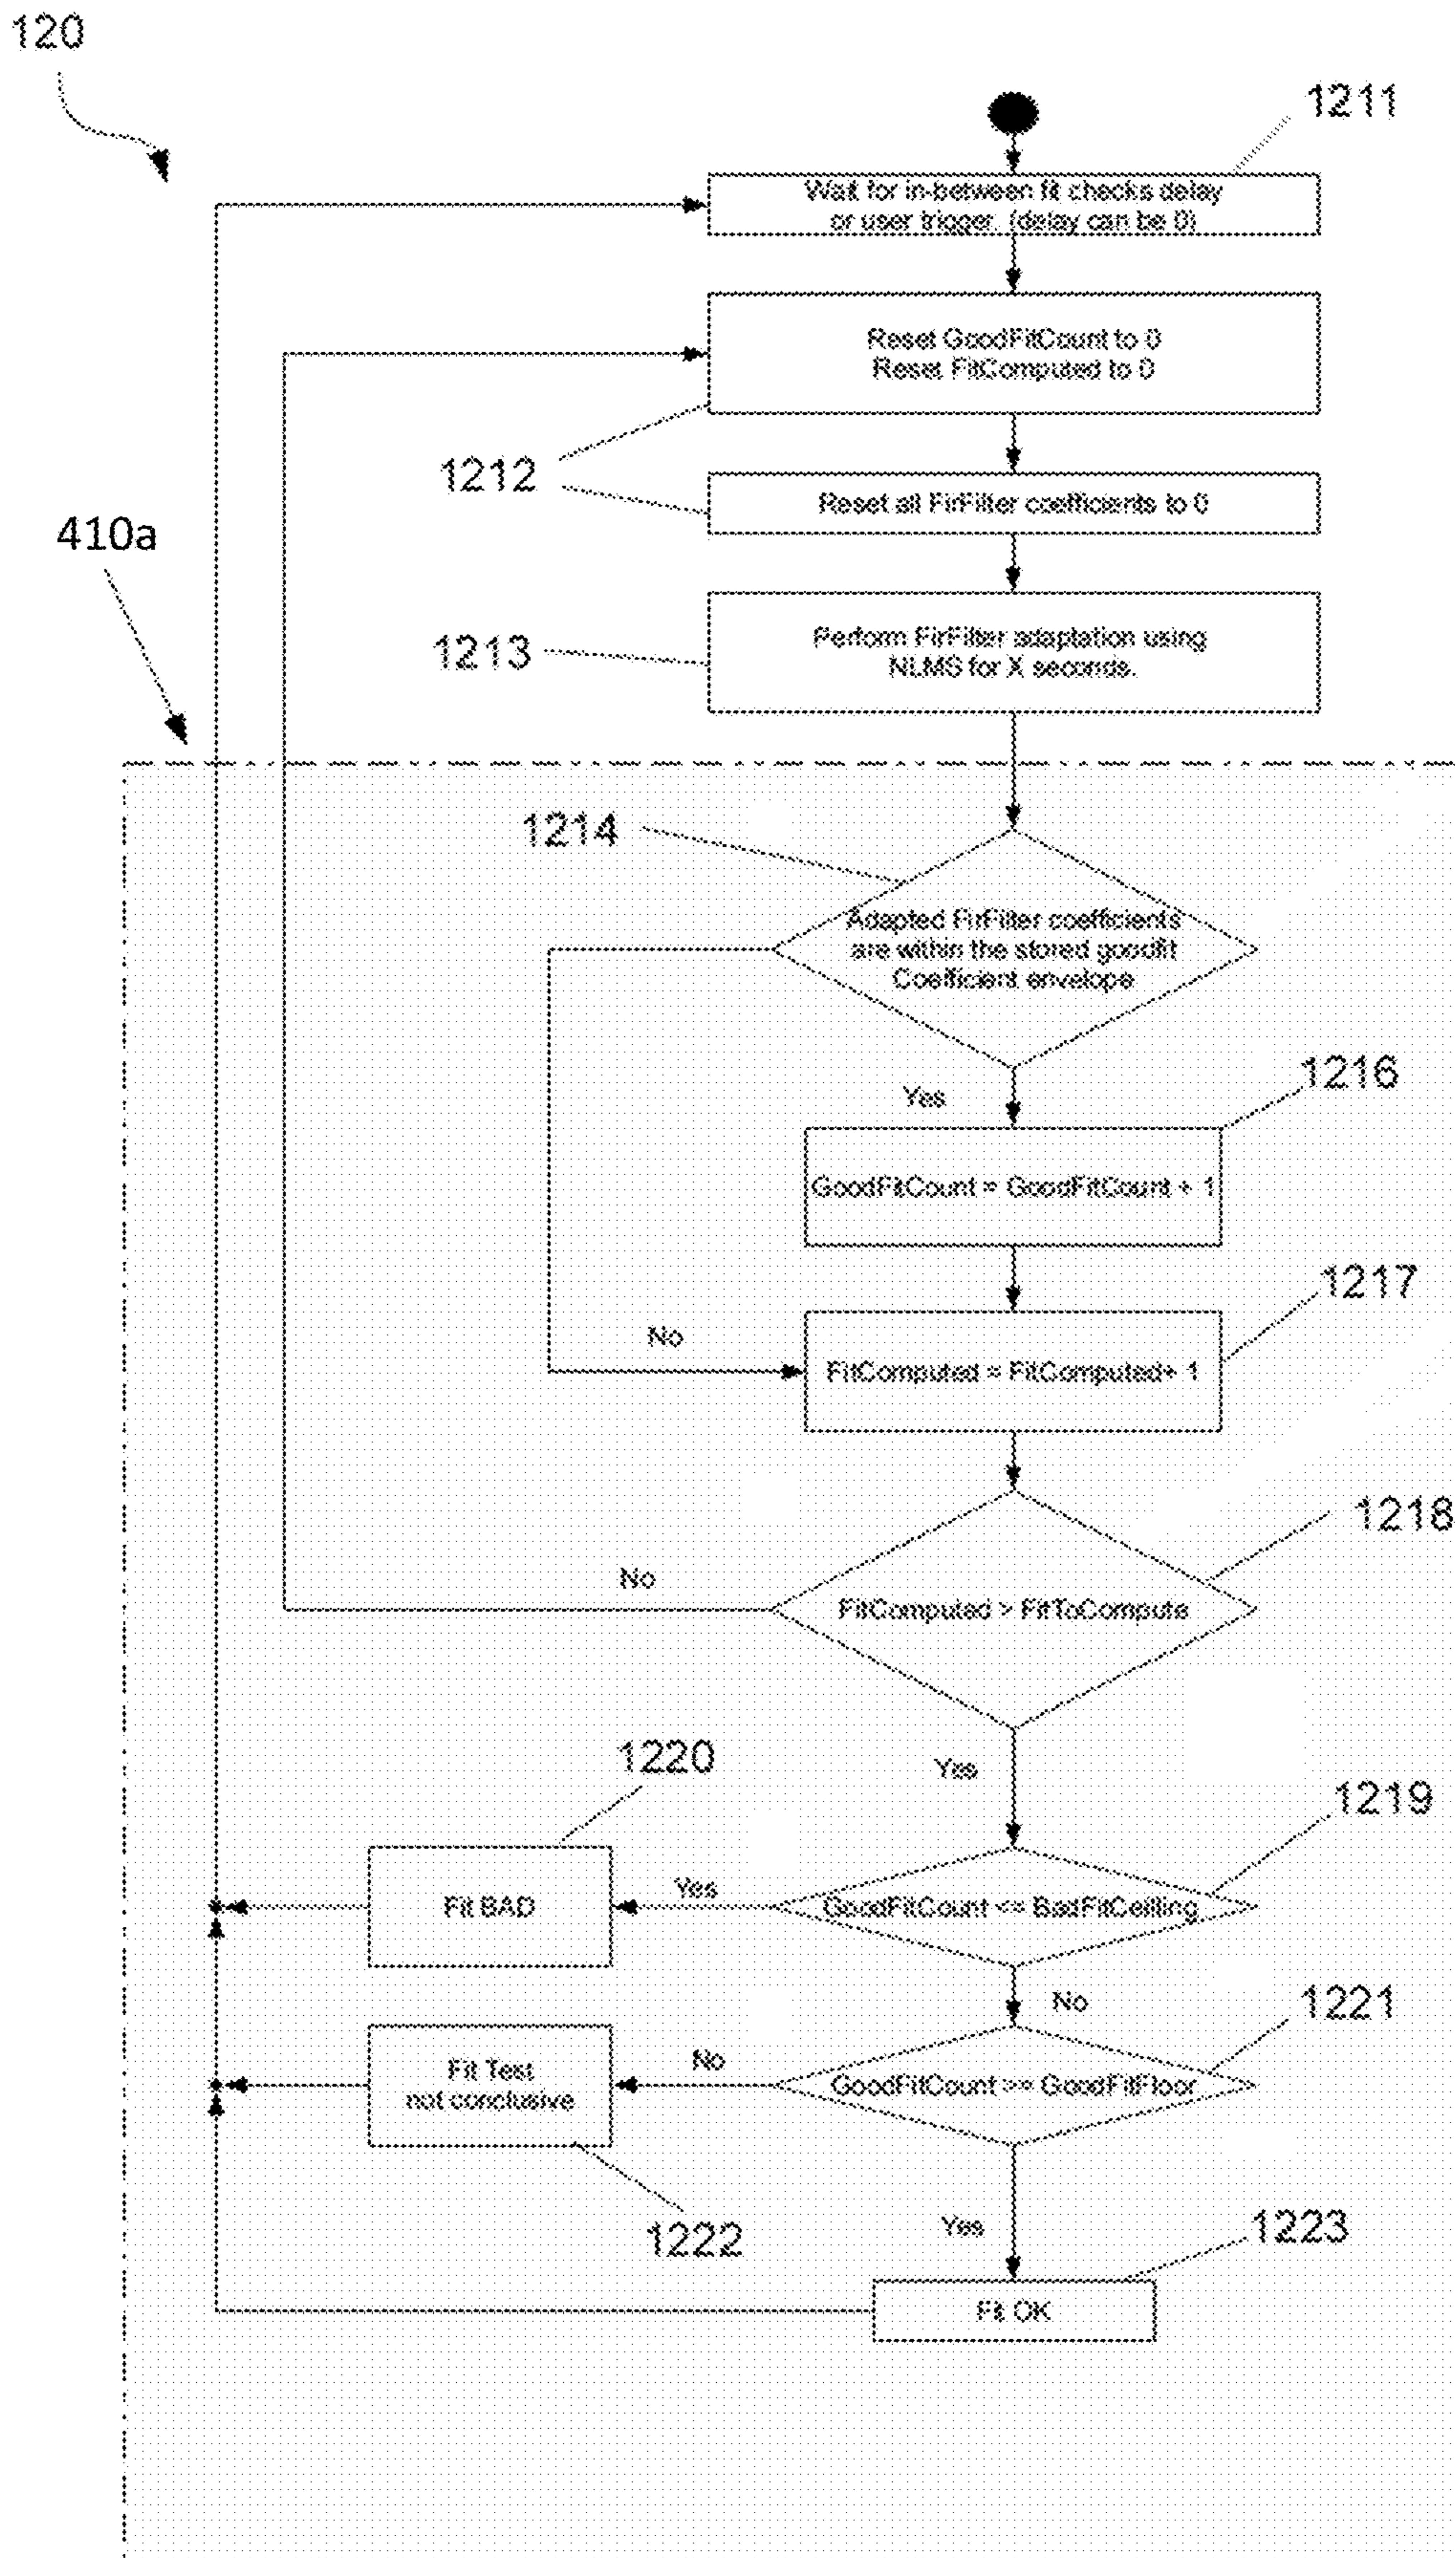 120
1211
Wait for in-between fit checks delay
or user trigger. (delay can be 0)
Reset GoodFitCount to 0
Reset FitComputed to 0
1212
Reset all FirFilter coefficients to 0
410a
1213
Perform FirFilter adaptation using
NLMS for X seconds.
1214
Adapted FirFilter coefficients
are within the stored goodfit
Coefficient envelope
1216
Yes
GoodFitCount = GoodFitCount + 1
1217
No
FitComputed = FitComputed+ 1
1218
No
FitComputed > FitToCompute
1220
Yes
1219
Fit BAD
Yes
GoodFitCount <= BadFitCeilling
1221
No
Fit Test
not conclusive
No
GoodFitCount >= GoodFitFloor
1222
Yes
1223
Fit OK